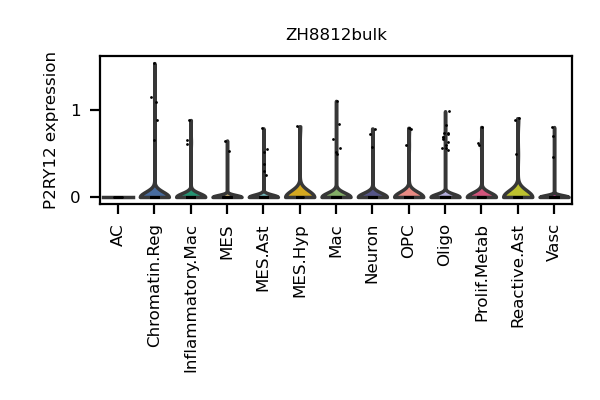 ZH8812bulk
P2RY12 expression
1
0
AC
Chromatin.Reg
Inflammatory.Mac
MES
MES.Ast
MES.Hyp
Mac
Neuron
OPC
Oligo
Prolif.Metab
Reactive.Ast
Vasc